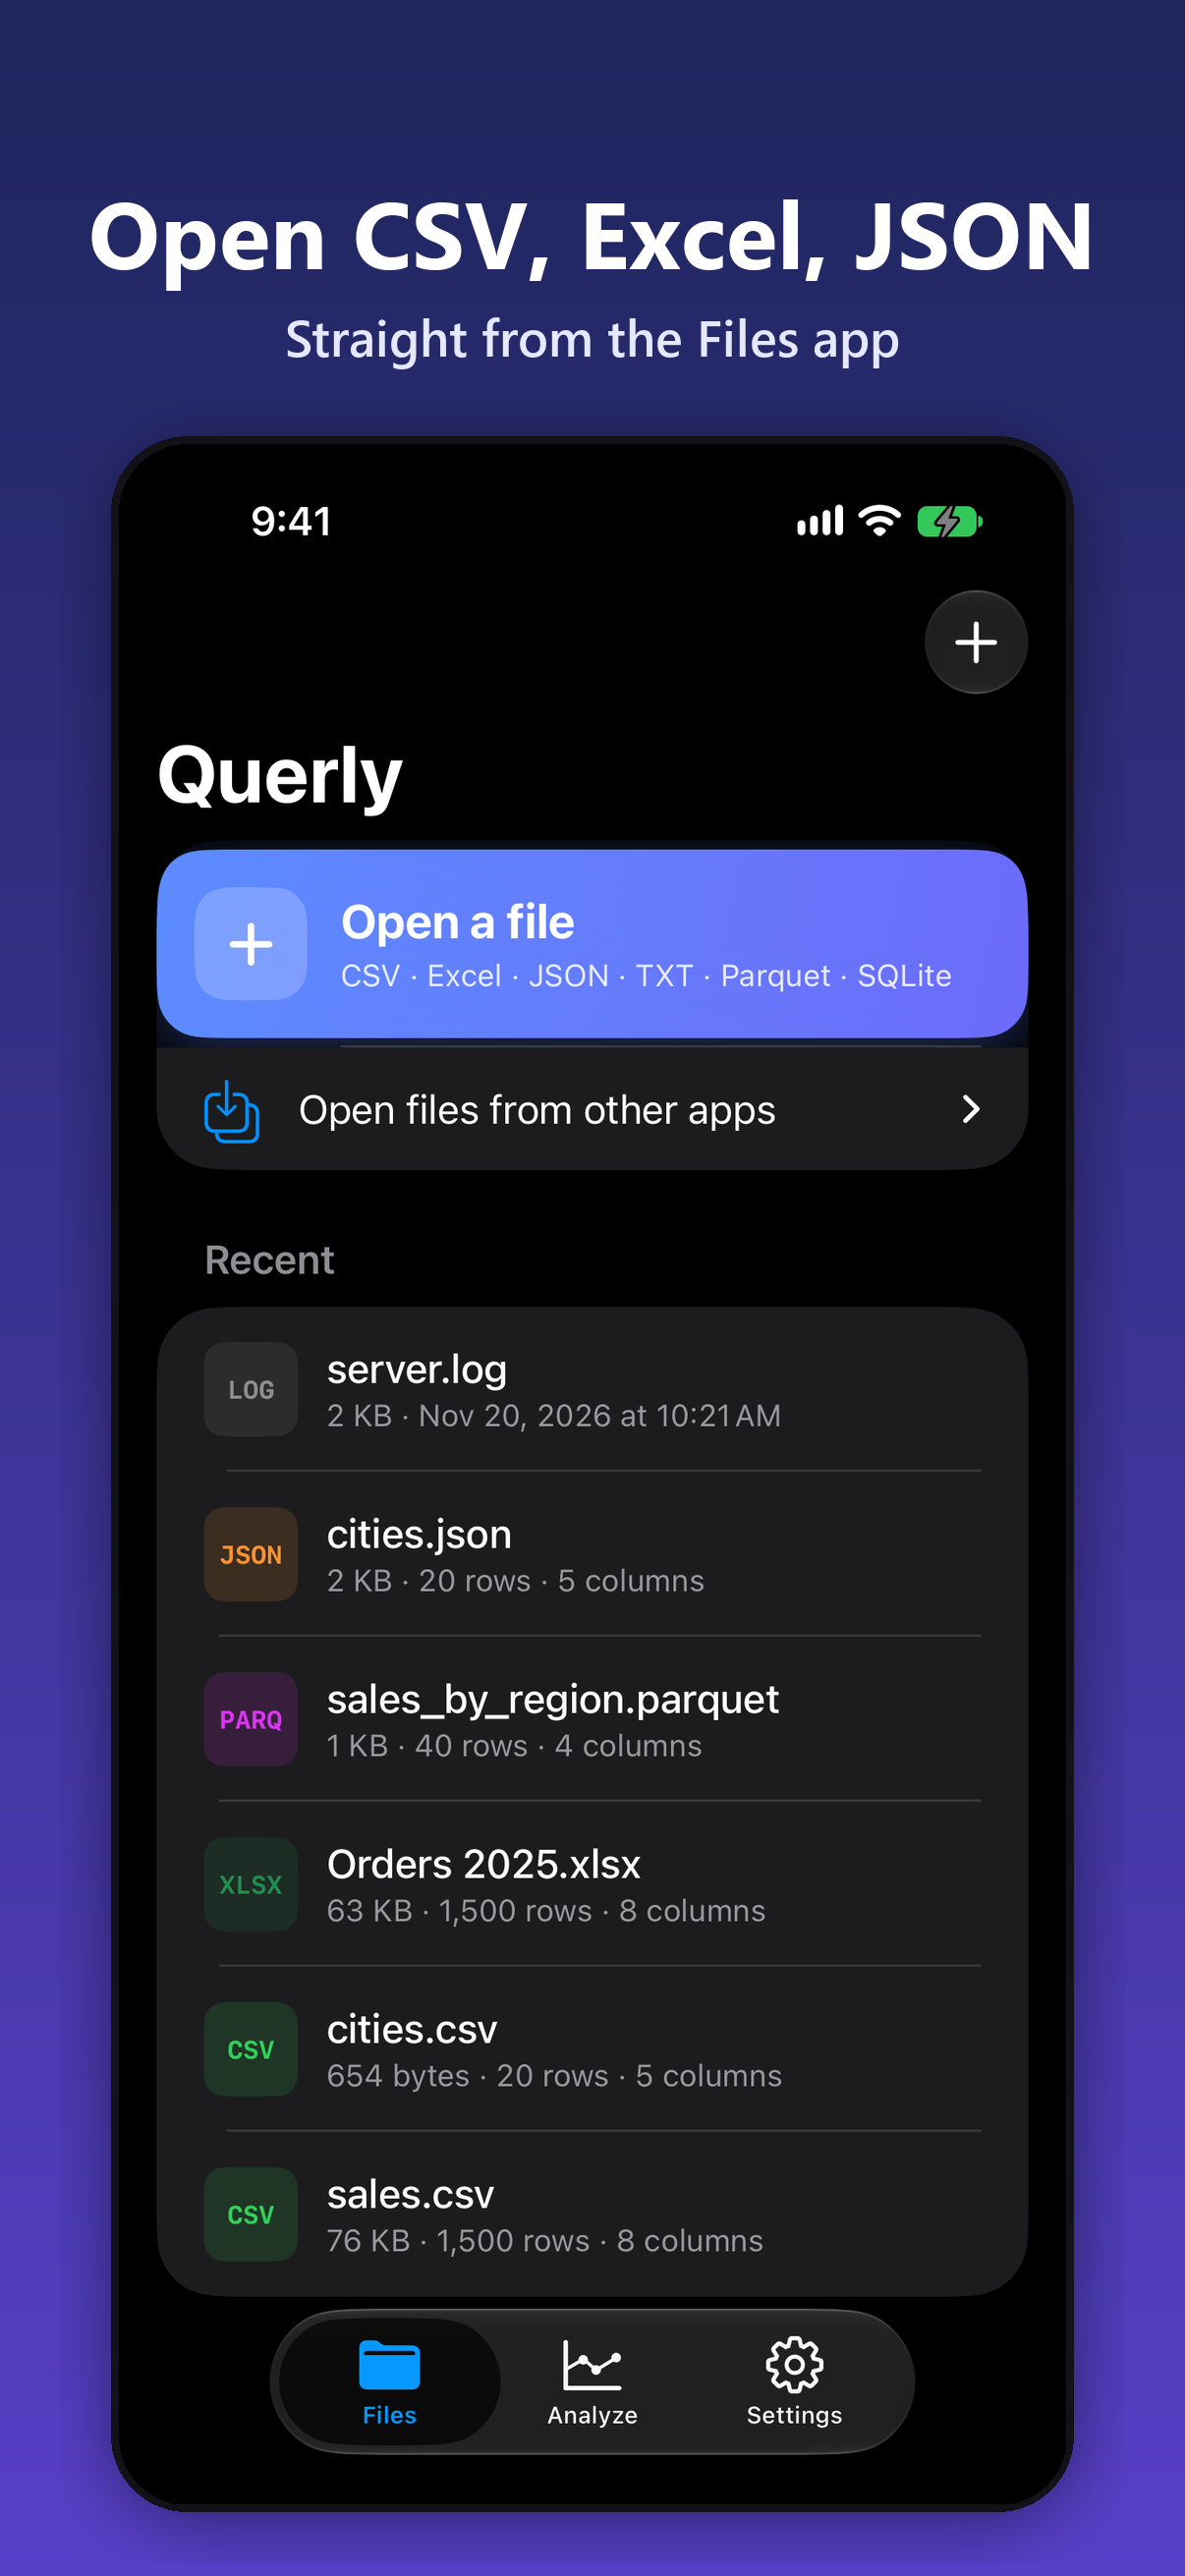 Open CSV, Excel, JSON
Straight from the Files app
9:41
Querly
Open a file
CSV · Excel · JSON · TXT · Parquet · SQLite
Open files from other apps
Recent
LOG
server.log
2 KB · Nov 20, 2026 at 10:21 AM
JSON
cities.json
2 KB · 20 rows · 5 columns
PARQ
sales_by_region.parquet
1 KB · 40 rows · 4 columns
XLSX
Orders 2025.xlsx
63 KB · 1,500 rows · 8 columns
CSV
cities.csv
654 bytes · 20 rows · 5 columns
CSV
sales.csv
76 KB · 1,500 rows · 8 columns
Files
Analyze
Settings